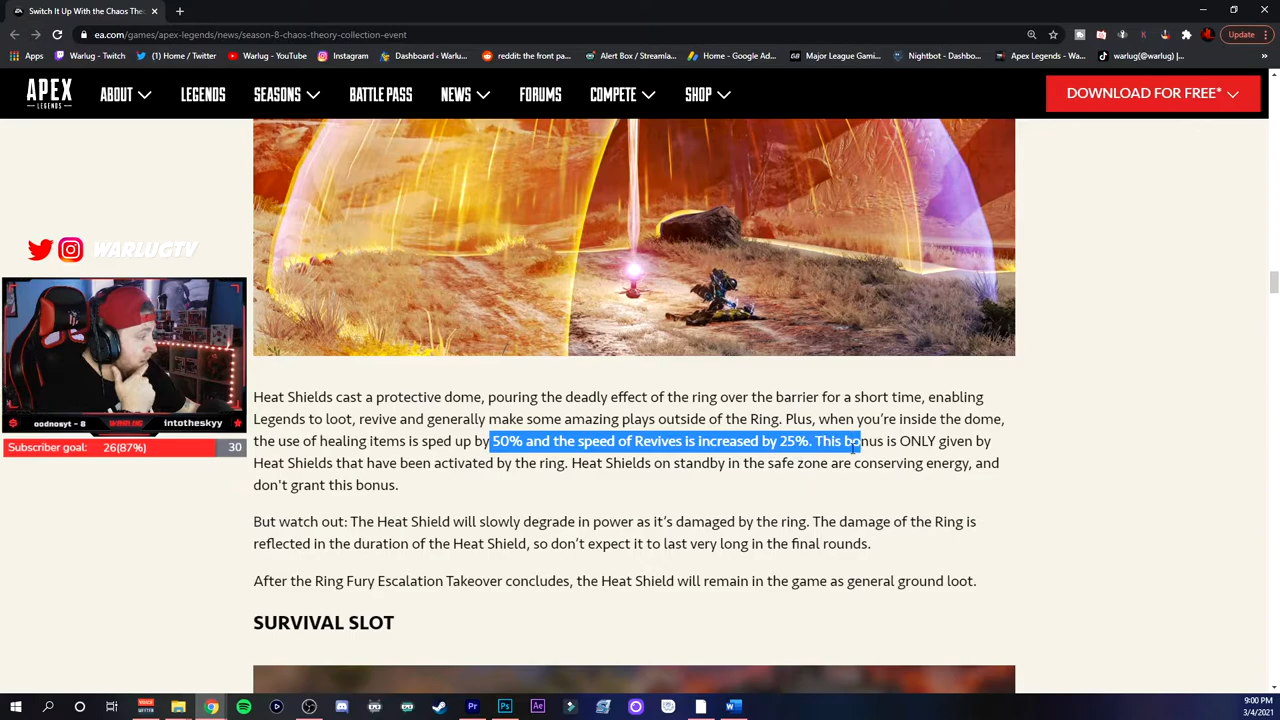 Switch It Up With the Chaos The
ea.com/games/apex-legends/news/season-8-chaos-theory-collection-event
Update
Apps
Warlug - Twitch
(1) Home / Twitter
Warlug - YouTube
Instagram
Dashboard - Warlu...
reddit: the front pa...
Alert Box / Streamla...
Home - Google Ad...
Major League Gami...
Nightbot - Dashbo...
Apex Legends - Wa...
warlug(@warlug) |...
APEX
LEGENDS
ABOUT
LEGENDS
SEASONS
BATTLE PASS
NEWS
FORUMS
COMPETE
SHOP
DOWNLOAD FOR FREE*
WARLUGTV
oodnosyt - 8
WARLUG
intotheskyy
Subscriber goal:
26(87%)
30
Heat Shields cast a protective dome, pouring the deadly effect of the ring over the barrier for a short time, enabling
Legends to loot, revive and generally make some amazing plays outside of the Ring. Plus, when you're inside the dome,
the use of healing items is sped up by 50% and the speed of Revives is increased by 25%. This bonus is ONLY given by
Heat Shields that have been activated by the ring. Heat Shields on standby in the safe zone are conserving energy, and
don't grant this bonus.
But watch out: The Heat Shield will slowly degrade in power as it's damaged by the ring. The damage of the Ring is
reflected in the duration of the Heat Shield, so don't expect it to last very long in the final rounds.
After the Ring Fury Escalation Takeover concludes, the Heat Shield will remain in the game as general ground loot.
SURVIVAL SLOT
9:00 PM
3/4/2021